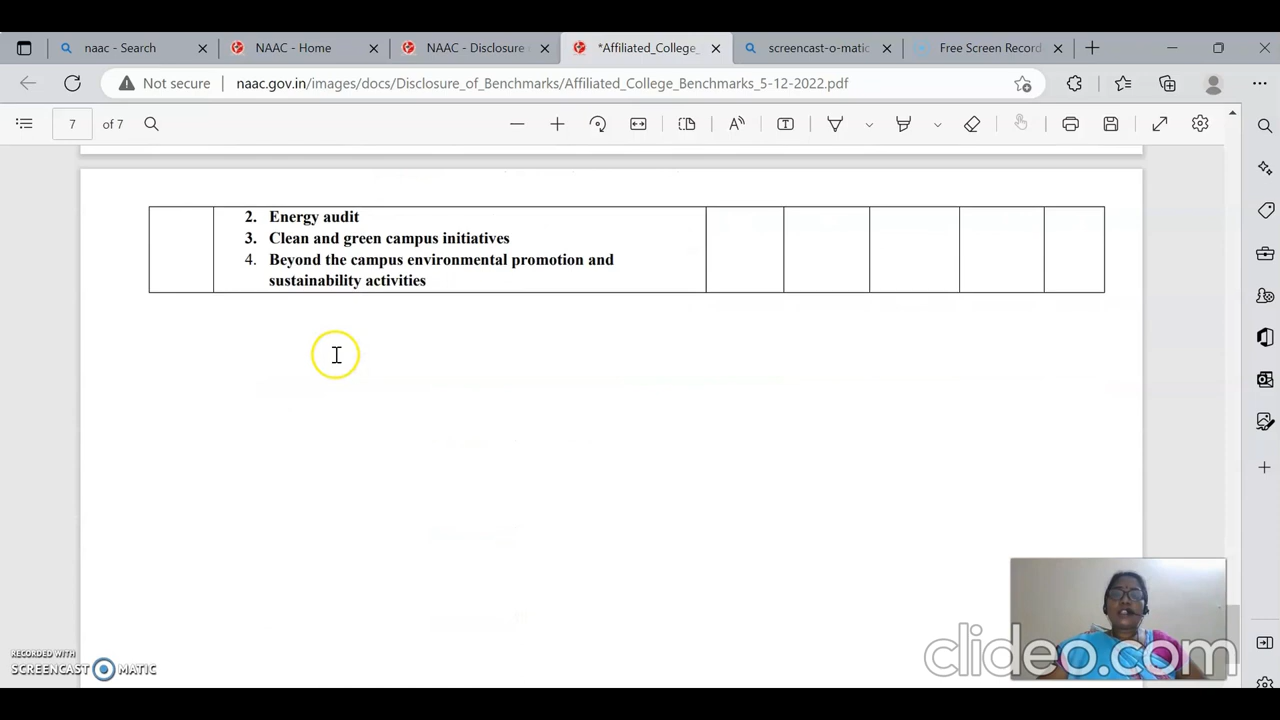 naac - Search
NAAC - Home
NAAC - Disclosure
*Affiliated_College_
screencast-o-matic
Free Screen Record
Not secure
naac.gov.in/images/docs/Disclosure_of_Benchmarks/Affiliated_College_Benchmarks_5-12-2022.pdf
7 of 7
2. Energy audit
3. Clean and green campus initiatives
4. Beyond the campus environmental promotion and
sustainability activities
RECORDED WITH
SCREENCAST MATIC
clideo.com